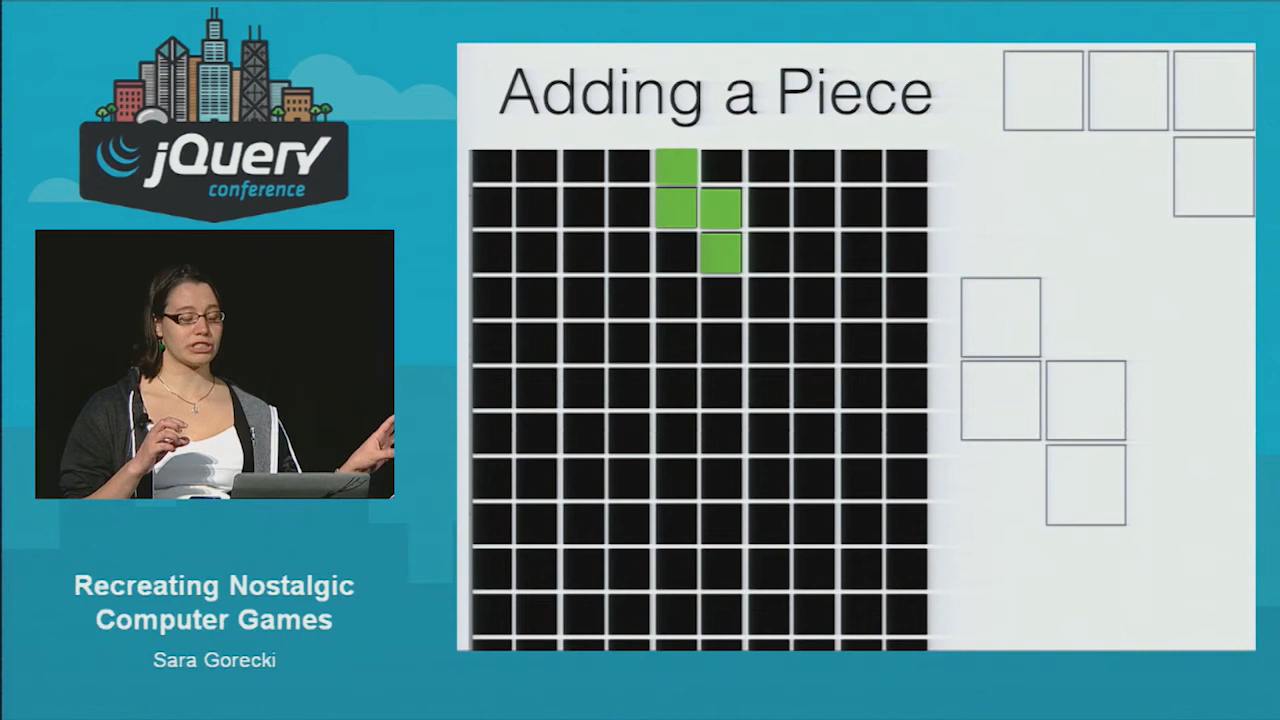 jQuery
conference
Adding a Piece
Recreating Nostalgic
Computer Games
Sara Gorecki